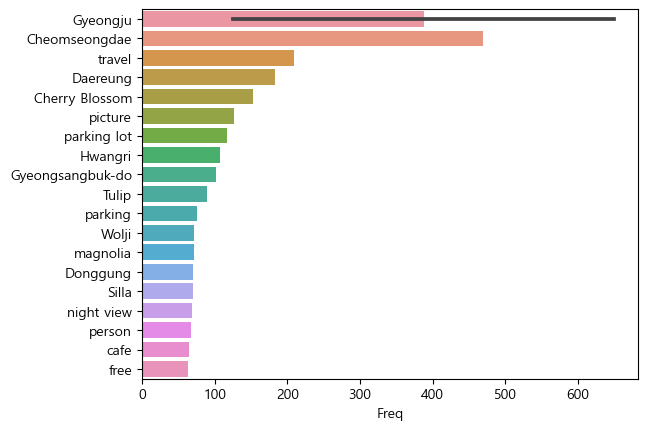 Gyeongju
Cheomseongdae
travel
Daereung
Cherry Blossom
picture
parking lot
Hwangri
Gyeongsangbuk-do
Tulip
parking
Wolji
magnolia
Donggung
Silla
night view
person
cafe
free
0 100 200 300 400 500 600
Freq